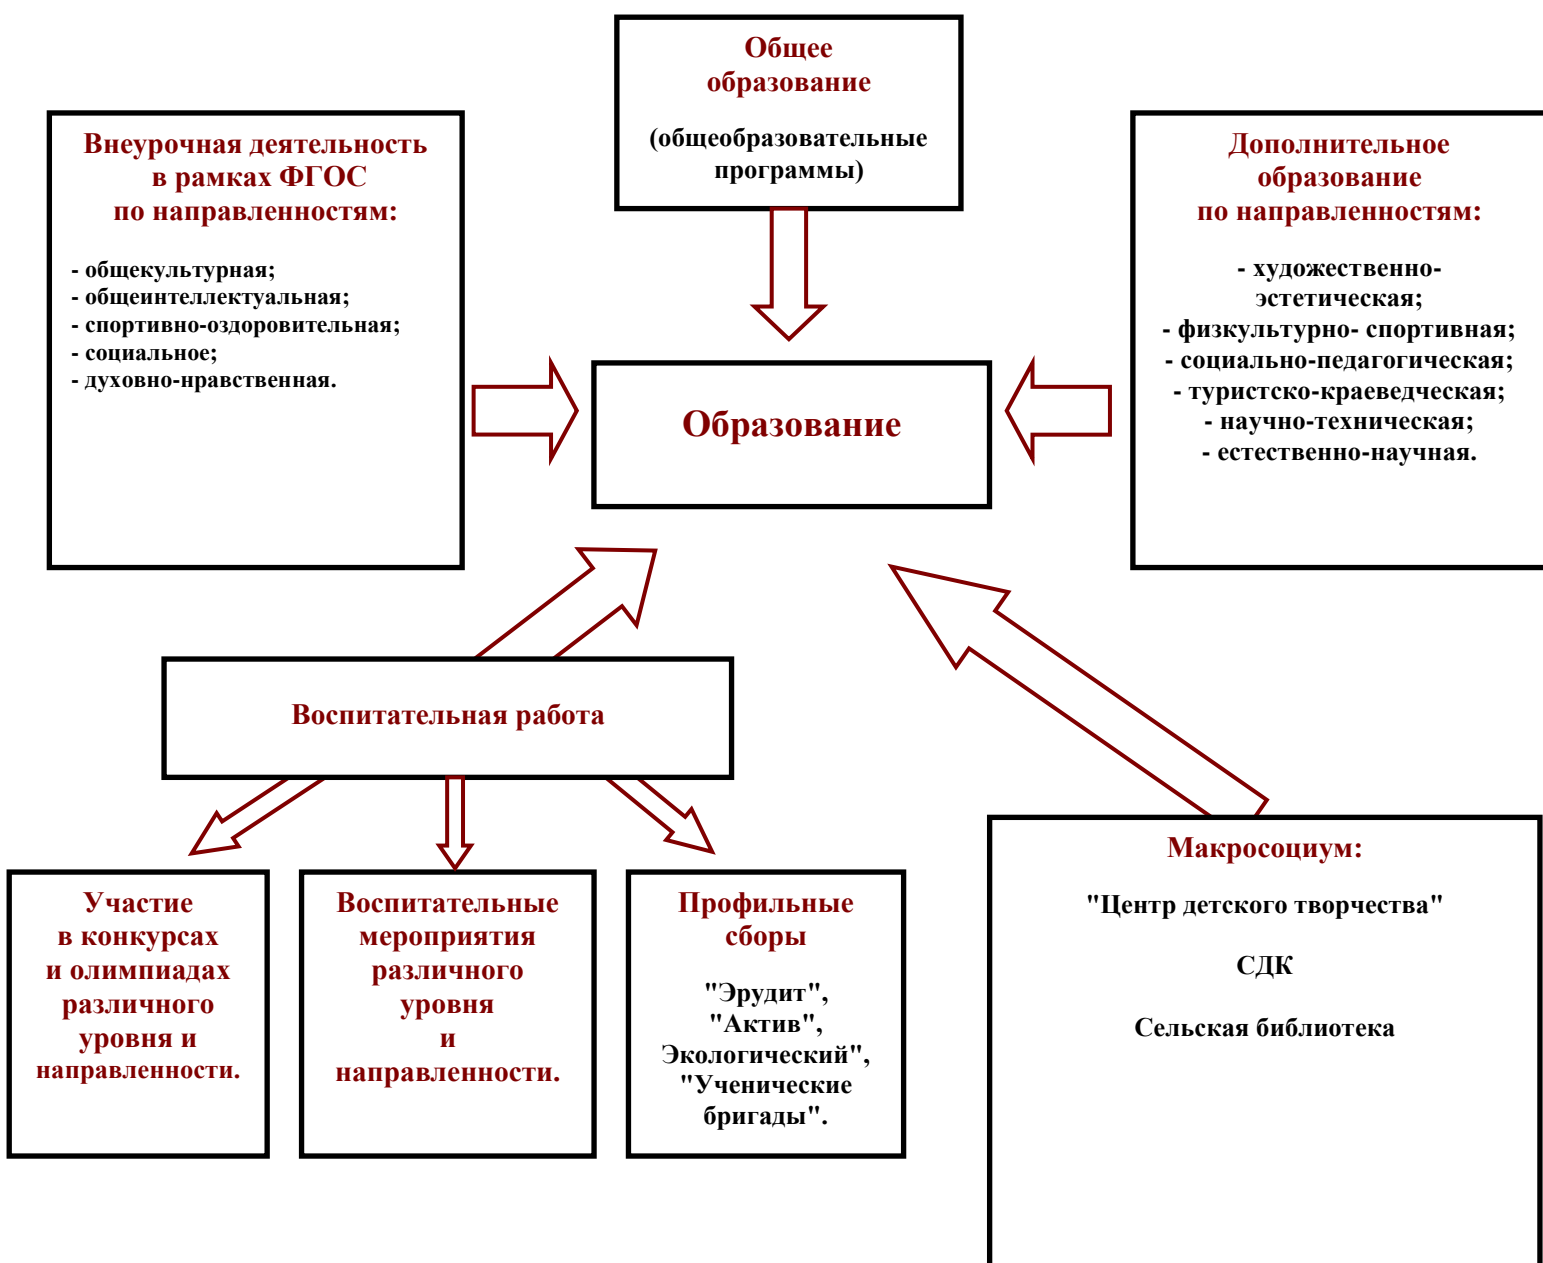 Общее
образование
(общеобразовательные
программы)
Внеурочная деятельность
в рамках ФГОС
по направленностям:
- общекультурная;
- общеинтеллектуальная;
- спортивно-оздоровительная;
- социальное;
- духовно-нравственная.
Дополнительное
образование
по направленностям:
- художественно-
эстетическая;
- физкультурно- спортивная;
- социально-педагогическая;
- туристско-краеведческая;
- научно-техническая;
- естественно-научная.
Образование
Воспитательная работа
Участие
в конкурсах
и олимпиадах
различного
уровня и
направленности.
Воспитательные
мероприятия
различного
уровня
и
направленности.
Профильные
сборы
"Эрудит",
"Актив",
Экологический",
"Ученические
бригады".
Макросоциум:
"Центр детского творчества"
СДК
Сельская библиотека